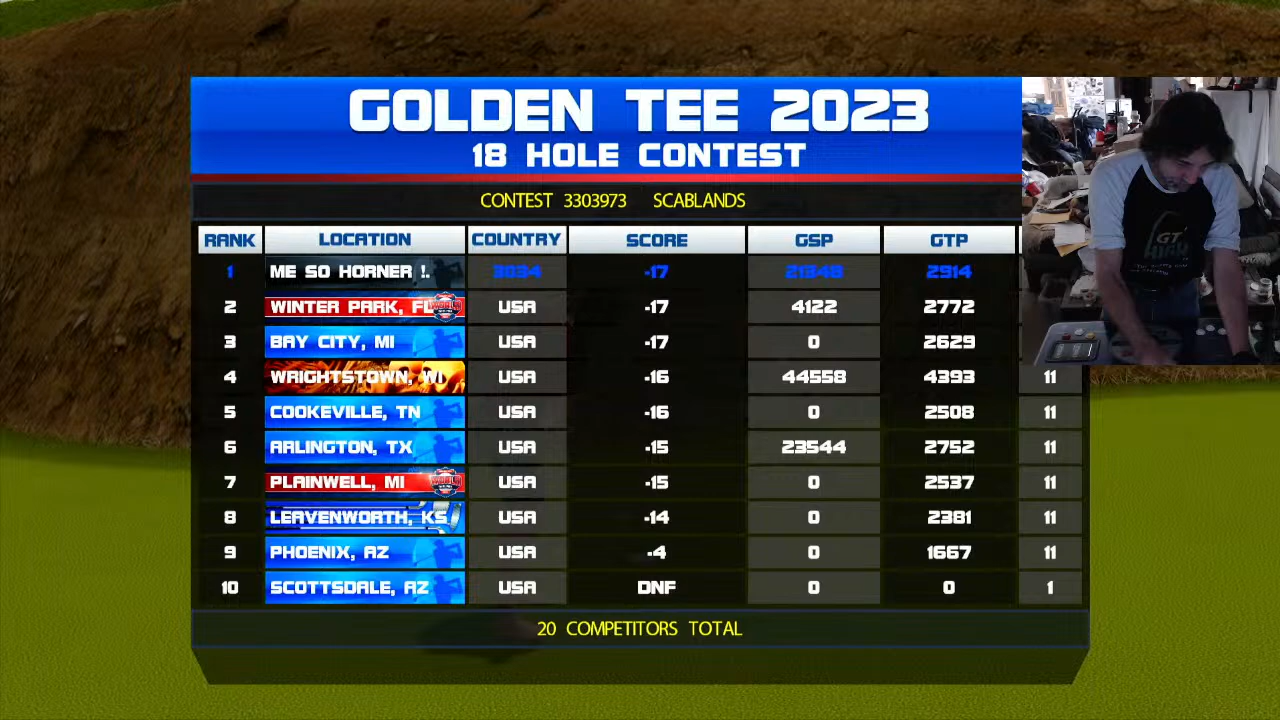 GOLDEN TEE 2023
18 HOLE CONTEST
CONTEST 3303973 SCABLANDS
RANK LOCATION COUNTRY SCORE GSP GTP
1 ME SO HORNER !. 3034 -17 21348 2914
2 WINTER PARK, FL USA -17 4122 2772
3 BAY CITY, MI USA -17 0 2629
4 WRIGHTSTOWN, WI USA -16 44558 4393 11
5 COOKEVILLE, TN USA -16 0 2508 11
6 ARLINGTON, TX USA -15 23544 2752 11
7 PLAINWELL, MI USA -15 0 2537 11
8 LEAVENWORTH, KS USA -14 0 2381 11
9 PHOENIX, AZ USA -4 0 1667 11
10 SCOTTSDALE, AZ USA DNF 0 0 1
20 COMPETITORS TOTAL
GT